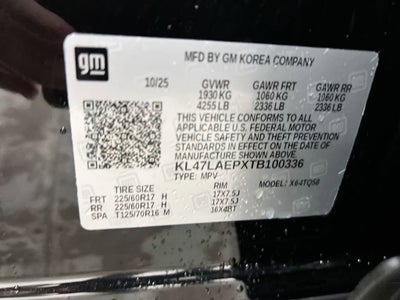 gm
MFD BY GM KOREA COMPANY
10/25 GVWR GAWR FRT GAWR RR
1930 KG 1060 KG 1060 KG
4255 LB 2336 LB 2336 LB
THIS VEHICLE CONFORMS TO ALL
APPLICABLE U.S. FEDERAL MOTOR
VEHICLE SAFETY AND THEFT PREVENTION
STANDARDS IN EFFECT ON THE DATE OF
MANUFACTURE SHOWN ABOVE.
KL47LAEPXTB100336
TYPE: MPV MODEL: X64TQ58
TIRE SIZE RIM
FRT 225/60R17 H 17X7.5J
RR 225/60R17 H 17X7.5J
SPA T125/70R16 M 16X4BT